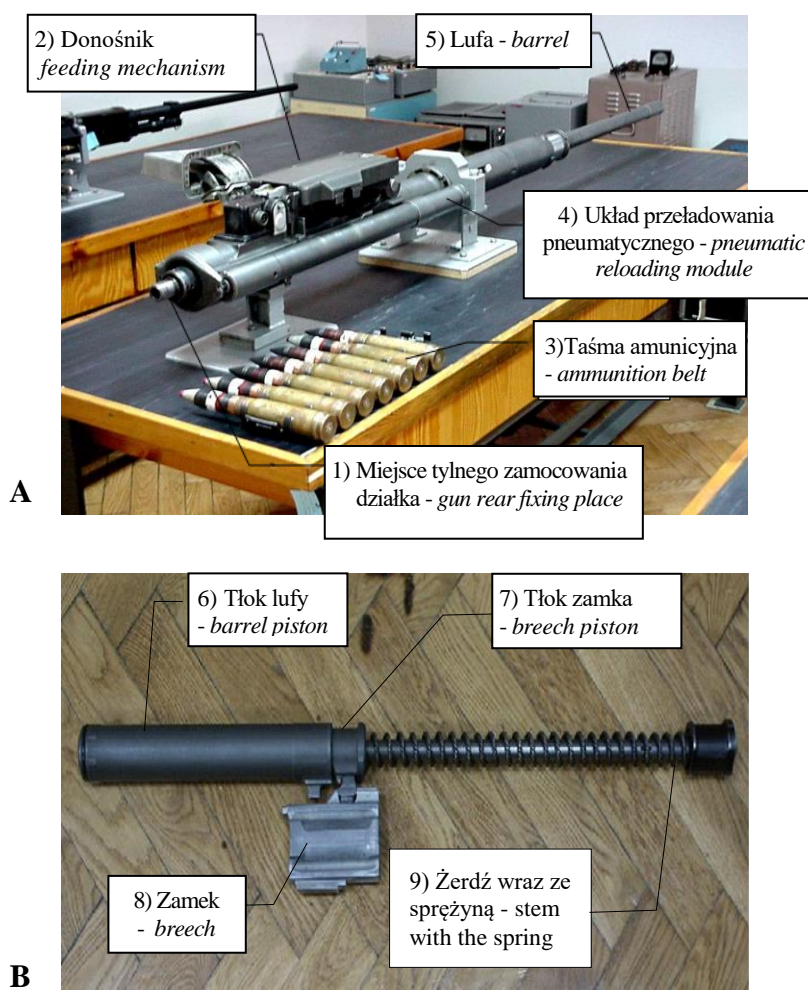 2) Donośnik
feeding mechanism
5) Lufa - barrel
4) Układ przeładowania
pneumatycznego - pneumatic
reloading module
3)Taśma amunicyjna
- ammunition belt
1) Miejsce tylnego zamocowania
działka - gun rear fixing place
A
6) Tłok lufy
- barrel piston
7) Tłok zamka
- breech piston
8) Zamek
- breech
9) Żerdź wraz ze
sprężyną - stem
with the spring
B